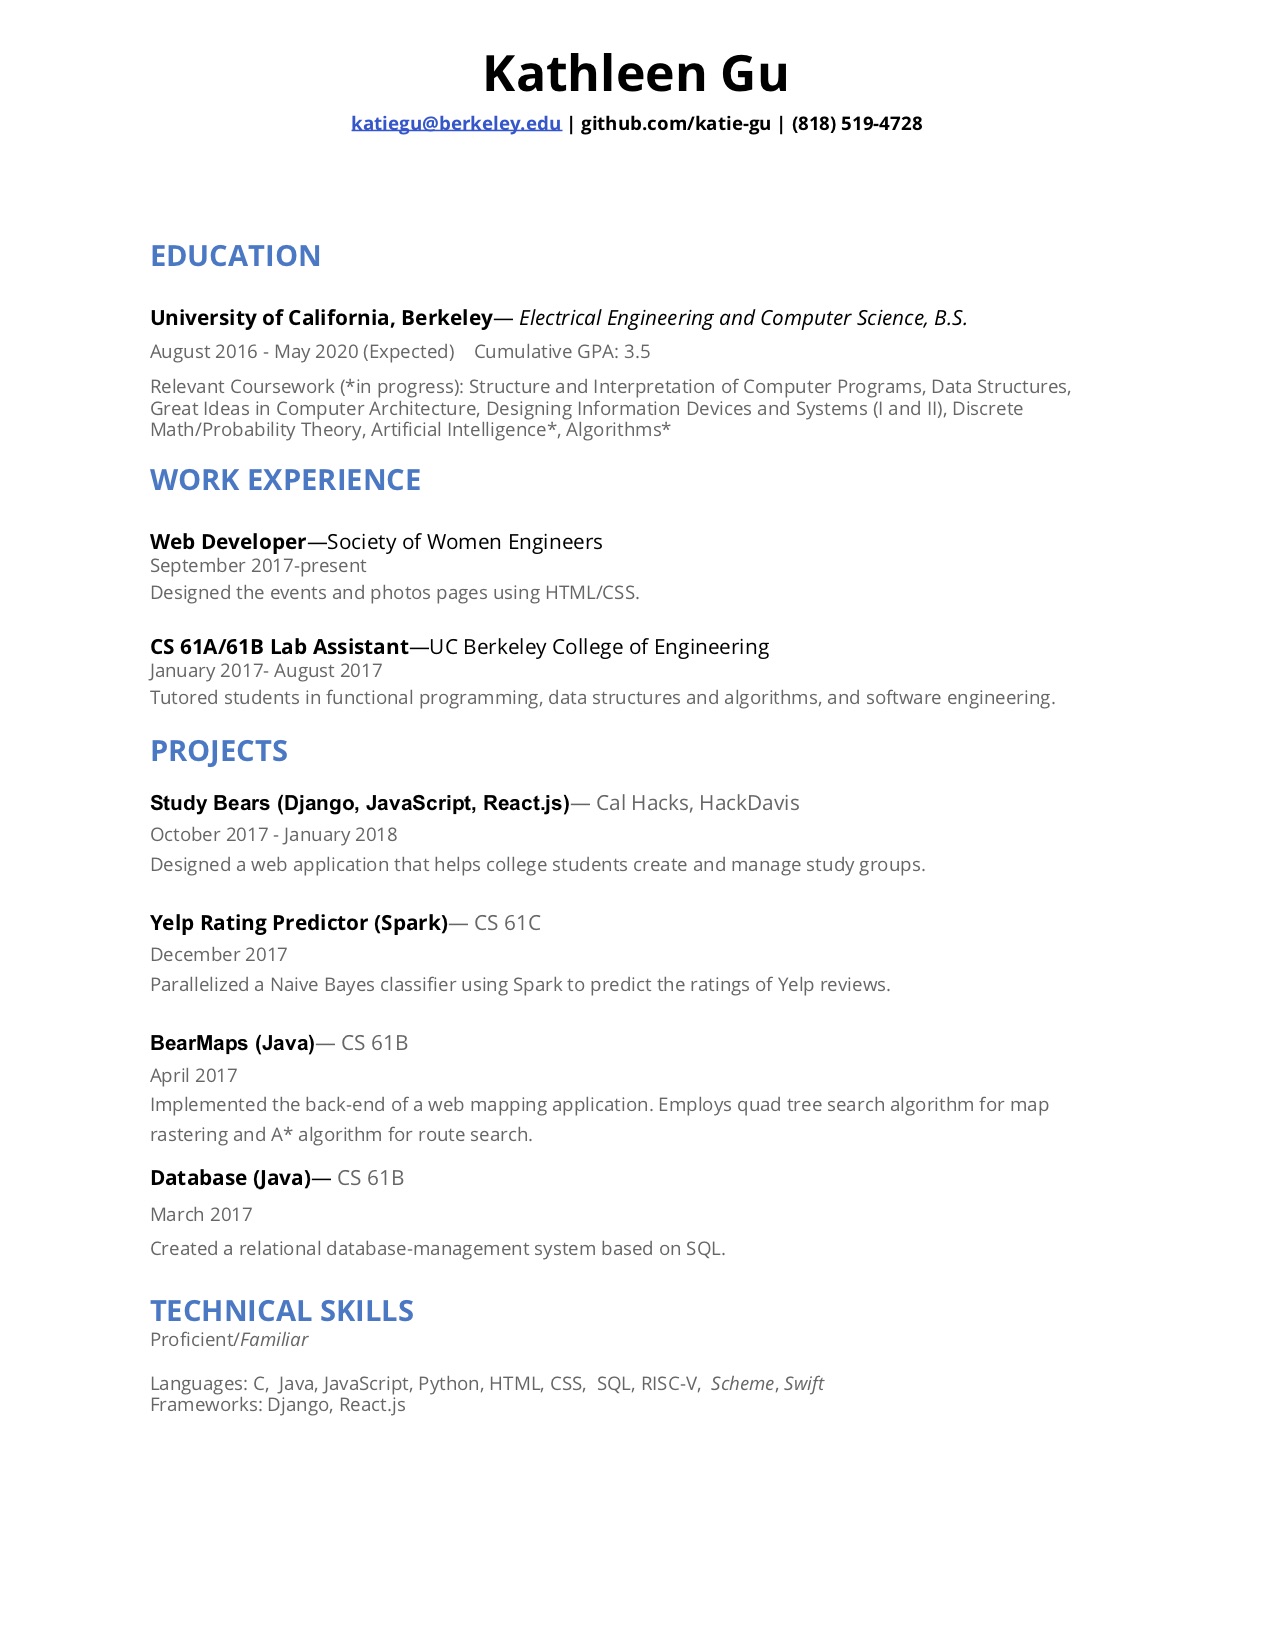 Kathleen Gu
katiegu@berkeley.edu | github.com/katie-gu | (818) 519-4728
EDUCATION
University of California, Berkeley— Electrical Engineering and Computer Science, B.S.
August 2016 - May 2020 (Expected)    Cumulative GPA: 3.5
Relevant Coursework (*in progress): Structure and Interpretation of Computer Programs, Data Structures,
Great Ideas in Computer Architecture, Designing Information Devices and Systems (I and II), Discrete
Math/Probability Theory, Artificial Intelligence*, Algorithms*
WORK EXPERIENCE
Web Developer—Society of Women Engineers
September 2017-present
Designed the events and photos pages using HTML/CSS.
CS 61A/61B Lab Assistant—UC Berkeley College of Engineering
January 2017- August 2017
Tutored students in functional programming, data structures and algorithms, and software engineering.
PROJECTS
Study Bears (Django, JavaScript, React.js)— Cal Hacks, HackDavis
October 2017 - January 2018
Designed a web application that helps college students create and manage study groups.
Yelp Rating Predictor (Spark)— CS 61C
December 2017
Parallelized a Naive Bayes classifier using Spark to predict the ratings of Yelp reviews.
BearMaps (Java)— CS 61B
April 2017
Implemented the back-end of a web mapping application. Employs quad tree search algorithm for map
rastering and A* algorithm for route search.
Database (Java)— CS 61B
March 2017
Created a relational database-management system based on SQL.
TECHNICAL SKILLS
Proficient/Familiar
Languages: C,  Java, JavaScript, Python, HTML, CSS,  SQL, RISC-V,  Scheme, Swift
Frameworks: Django, React.js